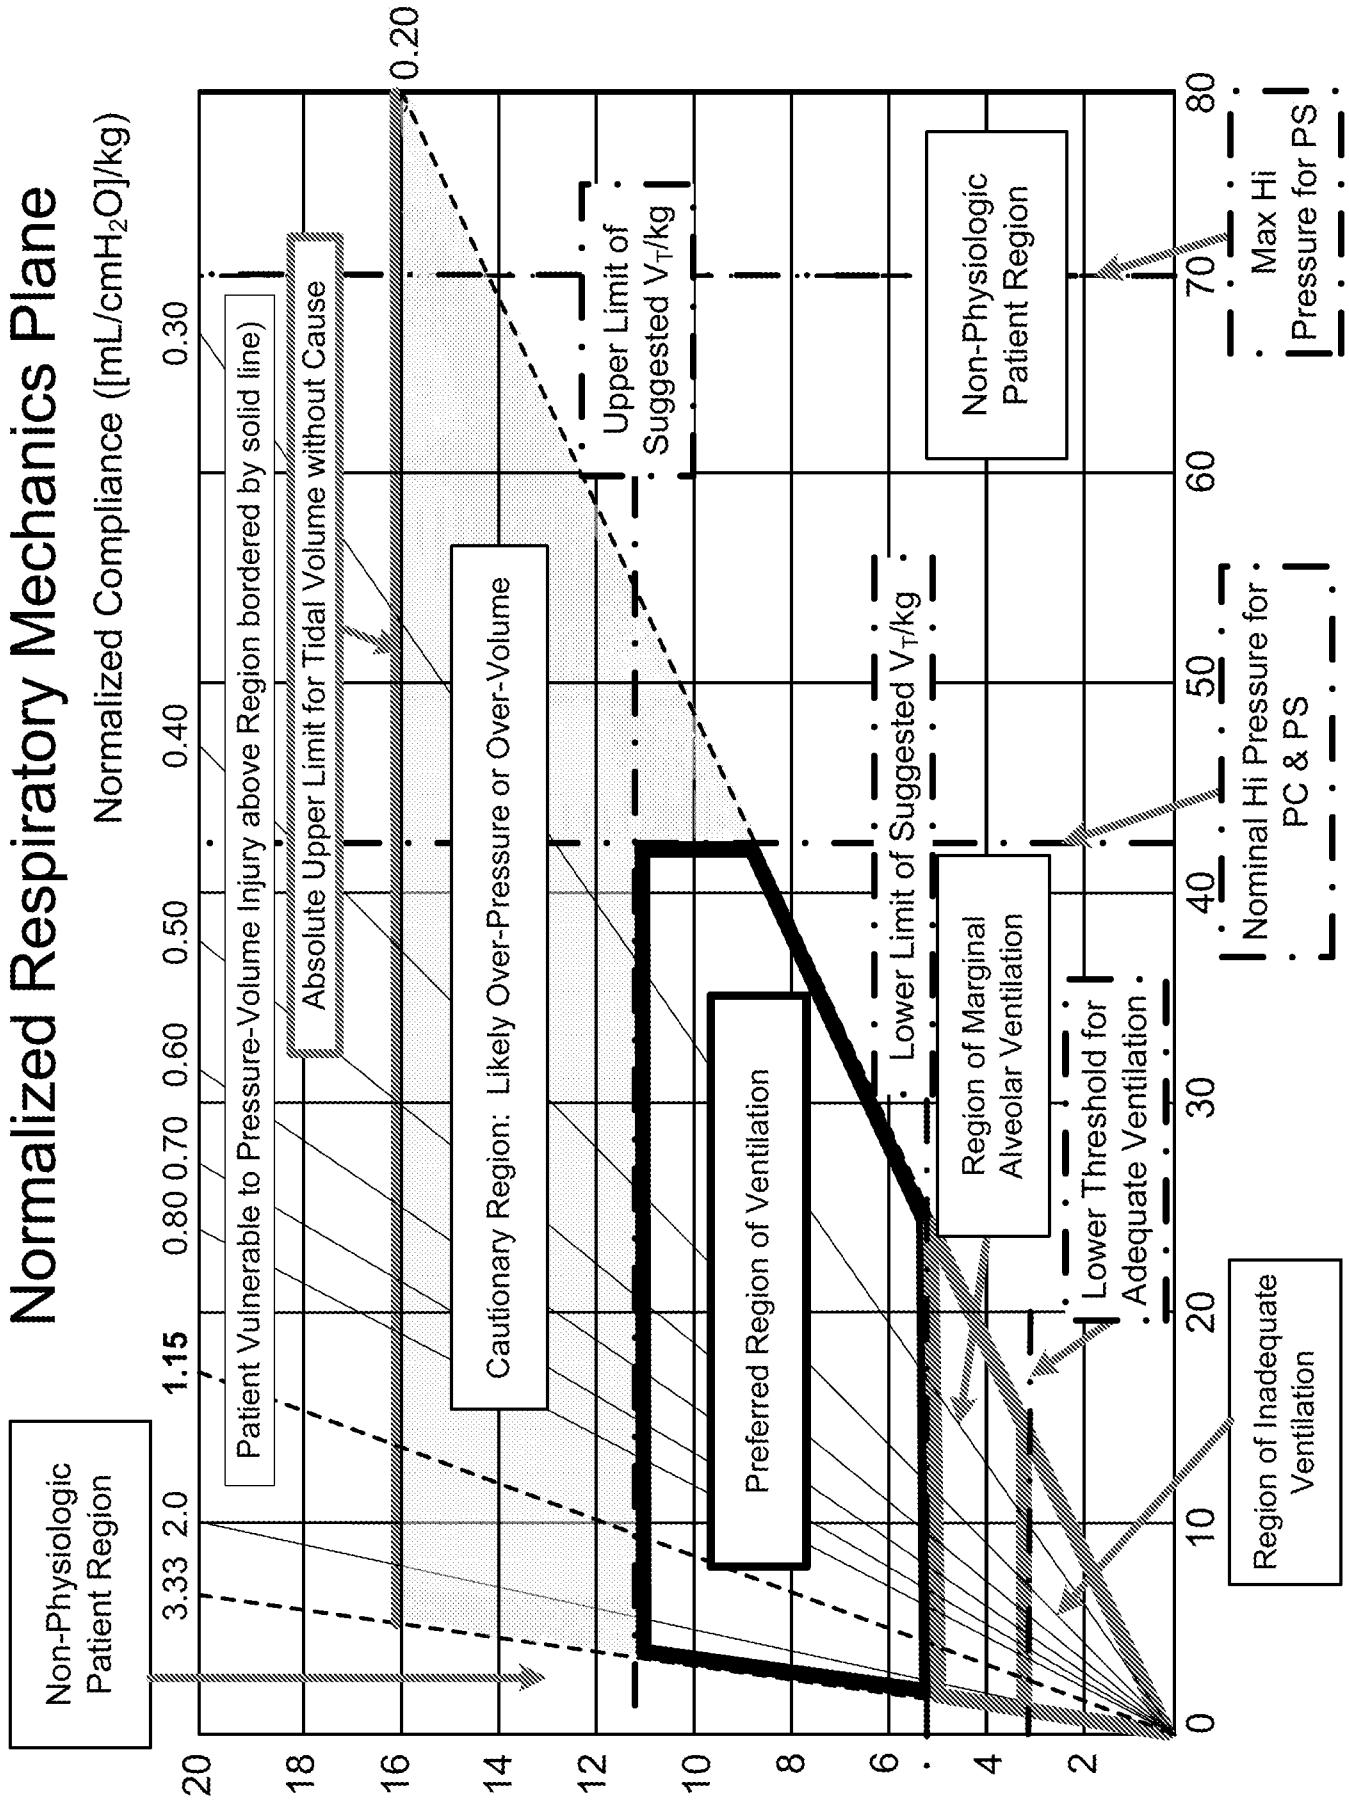 Normalized Respiratory Mechanics Plane
Normalized Compliance ([mL/cmH₂O]/kg)
3.33
2.0
1.15
0.80
0.70
0.60
0.50
0.40
0.30
0.20
Non-Physiologic
Patient Region
Patient Vulnerable to Pressure-Volume Injury above Region bordered by solid line)
Absolute Upper Limit for Tidal Volume without Cause
Cautionary Region: Likely Over-Pressure or Over-Volume
Upper Limit of
Suggested V_T/kg
Preferred Region of Ventilation
Lower Limit of Suggested V_T/kg
Non-Physiologic
Patient Region
Region of Marginal
Alveolar Ventilation
Lower Threshold for
Adequate Ventilation
20
18
16
14
12
10
8
6
4
2
0
10
20
30
40
50
60
70
80
Region of Inadequate
Ventilation
Nominal Hi Pressure for
PC & PS
Max Hi
Pressure for PS